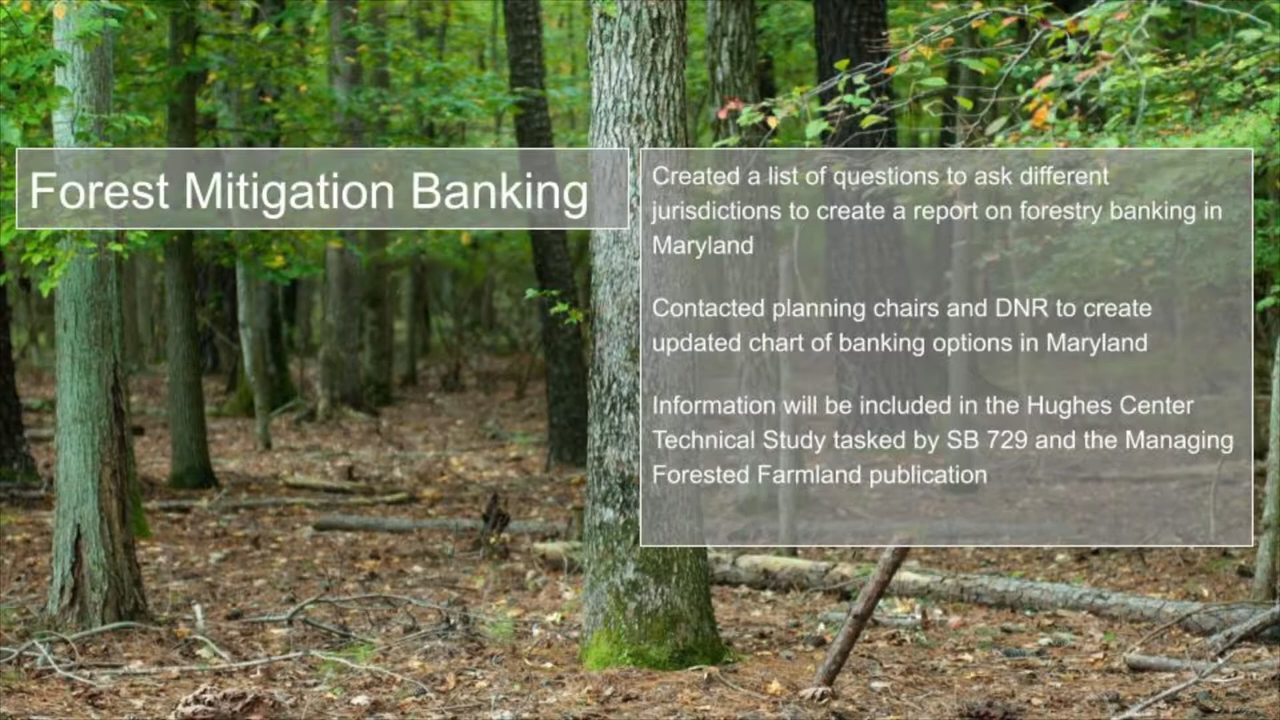 Forest Mitigation Banking
Created a list of questions to ask different
jurisdictions to create a report on forestry banking in
Maryland
Contacted planning chairs and DNR to create
updated chart of banking options in Maryland
Information will be included in the Hughes Center
Technical Study tasked by SB 729 and the Managing
Forested Farmland publication